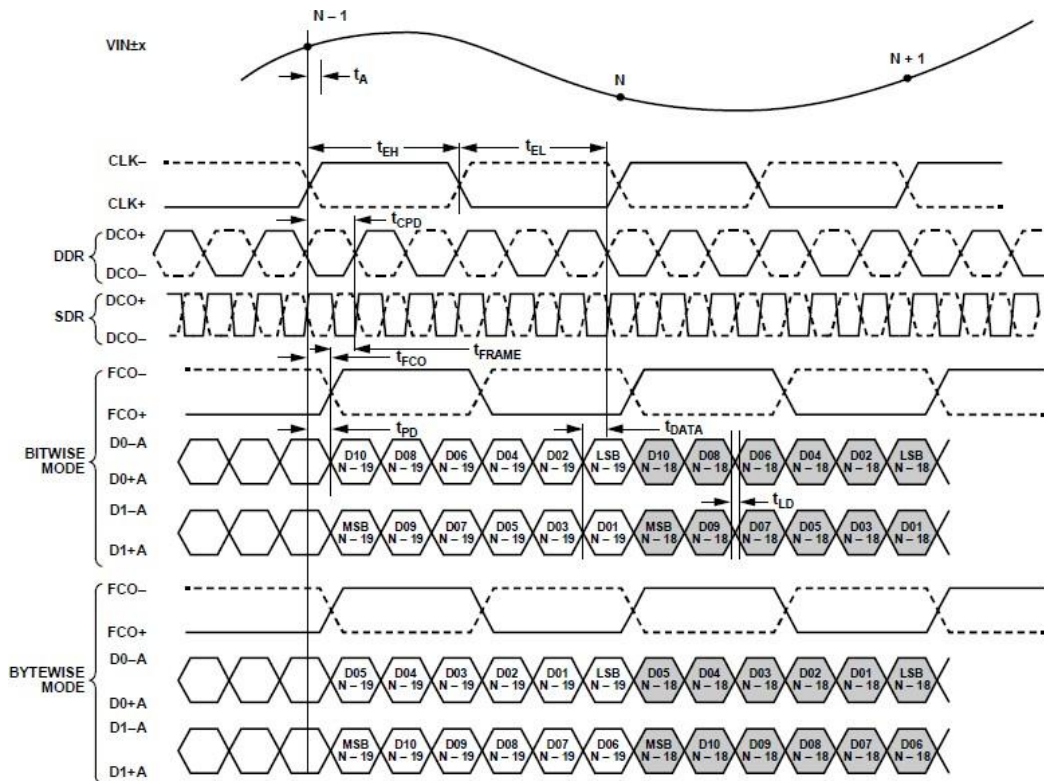 N – 1
VIN±x
tA
N
N + 1
CLK–
tEH
tEL
CLK+
tCPD
DDR
DCO+
DCO–
SDR
DCO+
DCO–
tFCO
tFRAME
FCO–
FCO+
BITWISE
MODE
tPD
tDATA
D0–A
D10 D08 D06 D04 D02 LSB D10 D08 D06 D04 D02 LSB
N – 19 N – 19 N – 19 N – 19 N – 19 N – 19 N – 18 N – 18 N – 18 N – 18 N – 18 N – 18
D0+A
tLD
D1–A
MSB D09 D07 D05 D03 D01 MSB D09 D07 D05 D03 D01
N – 19 N – 19 N – 19 N – 19 N – 19 N – 19 N – 18 N – 18 N – 18 N – 18 N – 18 N – 18
D1+A
FCO–
FCO+
BYTEWISE
MODE
D0–A
D05 D04 D03 D02 D01 LSB D05 D04 D03 D02 D01 LSB
N – 19 N – 19 N – 19 N – 19 N – 19 N – 19 N – 18 N – 18 N – 18 N – 18 N – 18 N – 18
D0+A
D1–A
MSB D10 D09 D08 D07 D06 MSB D10 D09 D08 D07 D06
N – 19 N – 19 N – 19 N – 19 N – 19 N – 19 N – 18 N – 18 N – 18 N – 18 N – 18 N – 18
D1+A